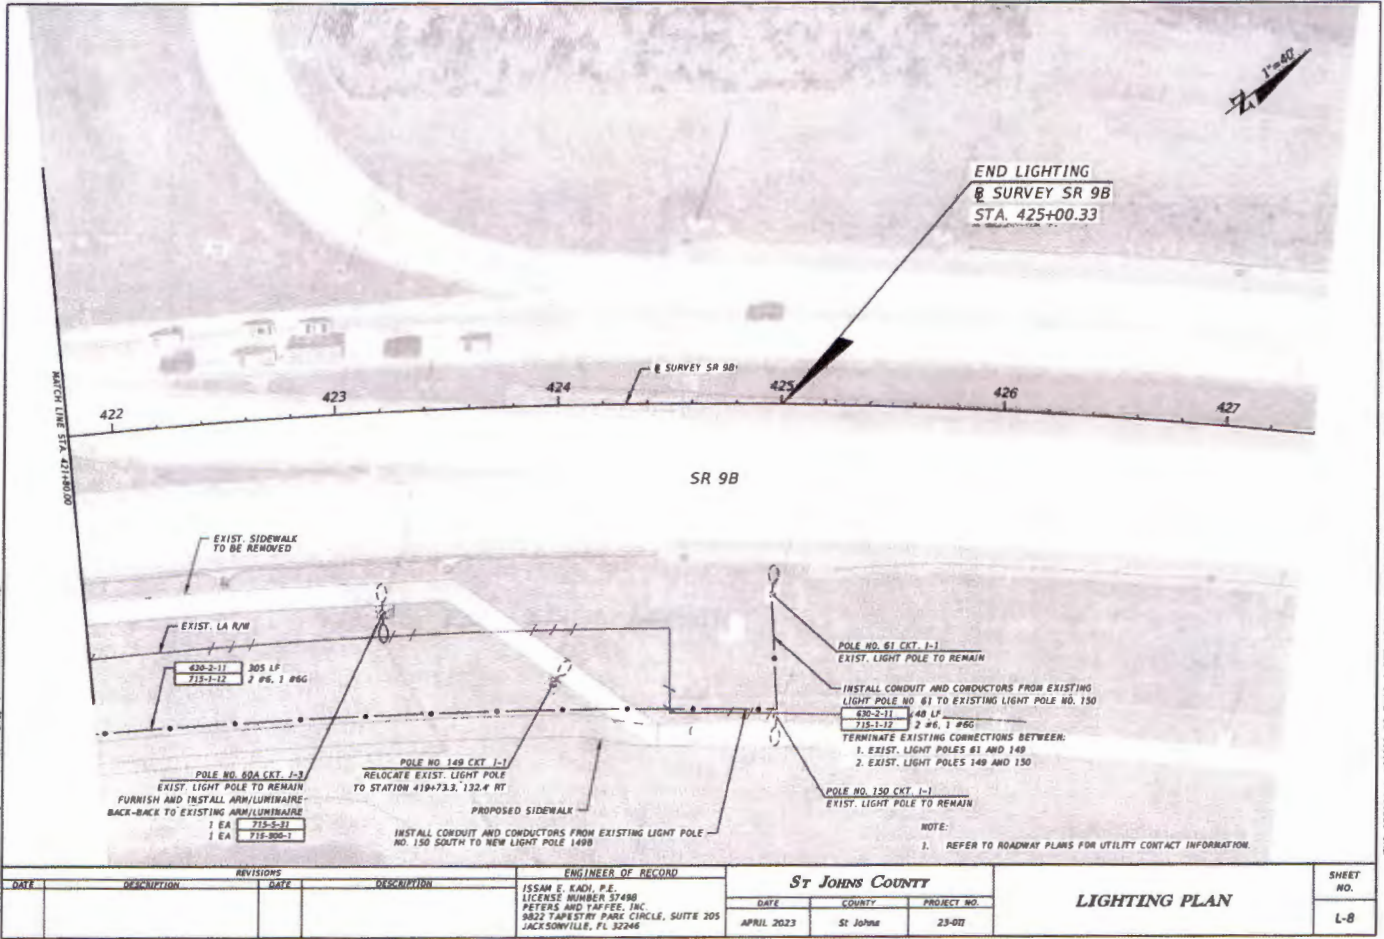 1"=40'
N
END LIGHTING
℄ SURVEY SR 9B
STA. 425+00.33
MATCH LINE STA. 421+80.00
℄ SURVEY SR 9B
422
423
424
425
426
427
SR 9B
EXIST. SIDEWALK
TO BE REMOVED
EXIST. LA R/W
630-2-11 305 LF
715-1-12 2 #6, 1 #6G
POLE NO. 61 CKT. J-1
EXIST. LIGHT POLE TO REMAIN
INSTALL CONDUIT AND CONDUCTORS FROM EXISTING
LIGHT POLE NO 61 TO EXISTING LIGHT POLE NO. 150
630-2-11 48 LF
715-1-12 2 #6, 1 #6G
TERMINATE EXISTING CONNECTIONS BETWEEN:
1. EXIST. LIGHT POLES 61 AND 149
2. EXIST. LIGHT POLES 149 AND 150
POLE NO. 60A CKT. J-3
EXIST. LIGHT POLE TO REMAIN
FURNISH AND INSTALL ARM/LUMINAIRE
BACK-BACK TO EXISTING ARM/LUMINAIRE
1 EA 715-5-31
1 EA 715-500-1
POLE NO 149 CKT J-1
RELOCATE EXIST. LIGHT POLE
TO STATION 419+73.3, 132.4' RT
PROPOSED SIDEWALK
INSTALL CONDUIT AND CONDUCTORS FROM EXISTING LIGHT POLE
NO. 150 SOUTH TO NEW LIGHT POLE 149B
POLE NO. 150 CKT. J-1
EXIST. LIGHT POLE TO REMAIN
NOTE:
1. REFER TO ROADWAY PLANS FOR UTILITY CONTACT INFORMATION.
REVISIONS
DATE DESCRIPTION DATE DESCRIPTION
ENGINEER OF RECORD
ISSAM E. KADI, P.E.
LICENSE NUMBER 57498
PETERS AND YAFFEE, INC.
9822 TAPESTRY PARK CIRCLE, SUITE 205
JACKSONVILLE, FL 32246
ST JOHNS COUNTY
DATE COUNTY PROJECT NO.
APRIL 2023 St Johns 23-011
LIGHTING PLAN
SHEET
NO.
L-8